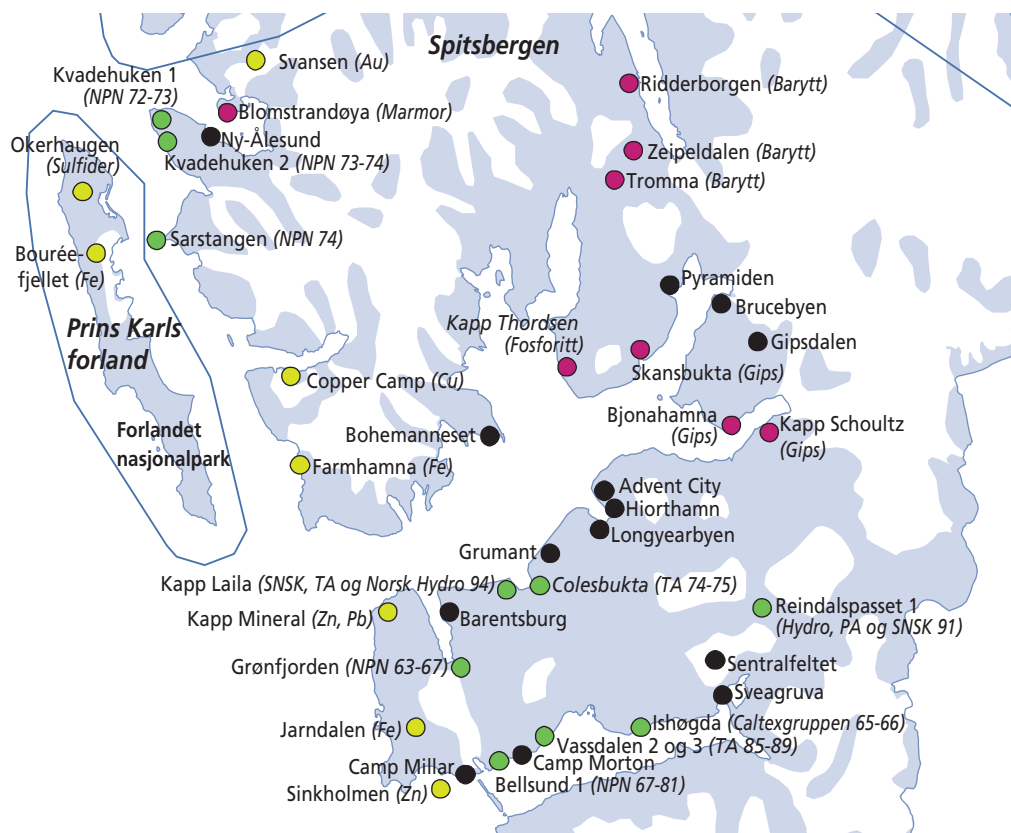 Spitsbergen
Svansen (Au)
Kvadehuken 1
(NPN 72-73)
Ridderborgen (Barytt)
Blomstrandøya (Marmor)
Ny-Ålesund
Okerhaugen
(Sulfider)
Kvadehuken 2 (NPN 73-74)
Zeipeldalen (Barytt)
Tromma (Barytt)
Sarstangen (NPN 74)
Bourée-
fjellet (Fe)
Pyramiden
Brucebyen
Prins Karls
forland
Kapp Thordsen
(Fosforitt)
Gipsdalen
Skansbukta (Gips)
Copper Camp (Cu)
Bjonahamna
(Gips)
Kapp Schoultz
(Gips)
Forlandet
nasjonalpark
Bohemanneset
Farmhamna (Fe)
Advent City
Hiorthamn
Longyearbyen
Grumant
Kapp Laila (SNSK, TA og Norsk Hydro 94)
Colesbukta (TA 74-75)
Kapp Mineral (Zn, Pb)
Barentsburg
Reindalspasset 1
(Hydro, PA og SNSK 91)
Grønfjorden (NPN 63-67)
Sentralfeltet
Sveagruva
Jarndalen (Fe)
Ishøgda (Caltexgruppen 65-66)
Vassdalen 2 og 3 (TA 85-89)
Camp Morton
Camp Millar
Bellsund 1 (NPN 67-81)
Sinkholmen (Zn)